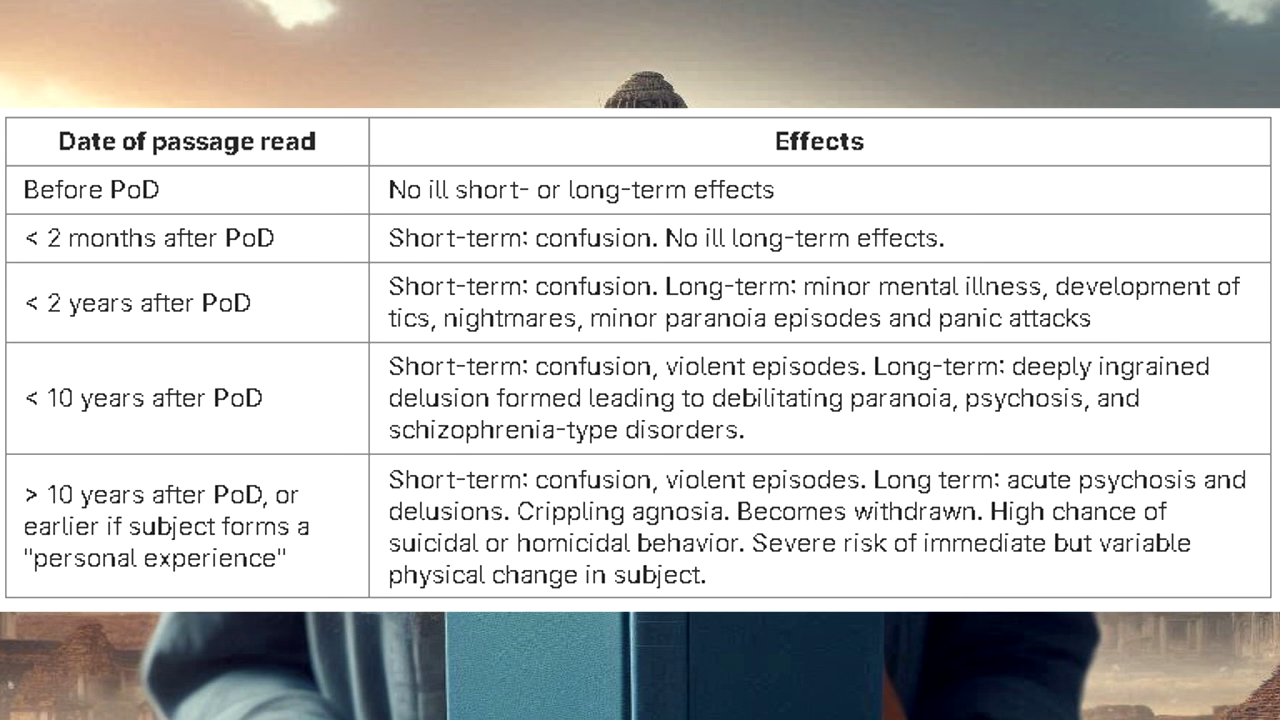 Date of passage read
Effects
Before PoD
No ill short- or long-term effects
< 2 months after PoD
Short-term: confusion. No ill long-term effects.
< 2 years after PoD
Short-term: confusion. Long-term: minor mental illness, development of
tics, nightmares, minor paranoia episodes and panic attacks
< 10 years after PoD
Short-term: confusion, violent episodes. Long-term: deeply ingrained
delusion formed leading to debilitating paranoia, psychosis, and
schizophrenia-type disorders.
> 10 years after PoD, or
earlier if subject forms a
"personal experience"
Short-term: confusion, violent episodes. Long term: acute psychosis and
delusions. Crippling agnosia. Becomes withdrawn. High chance of
suicidal or homicidal behavior. Severe risk of immediate but variable
physical change in subject.